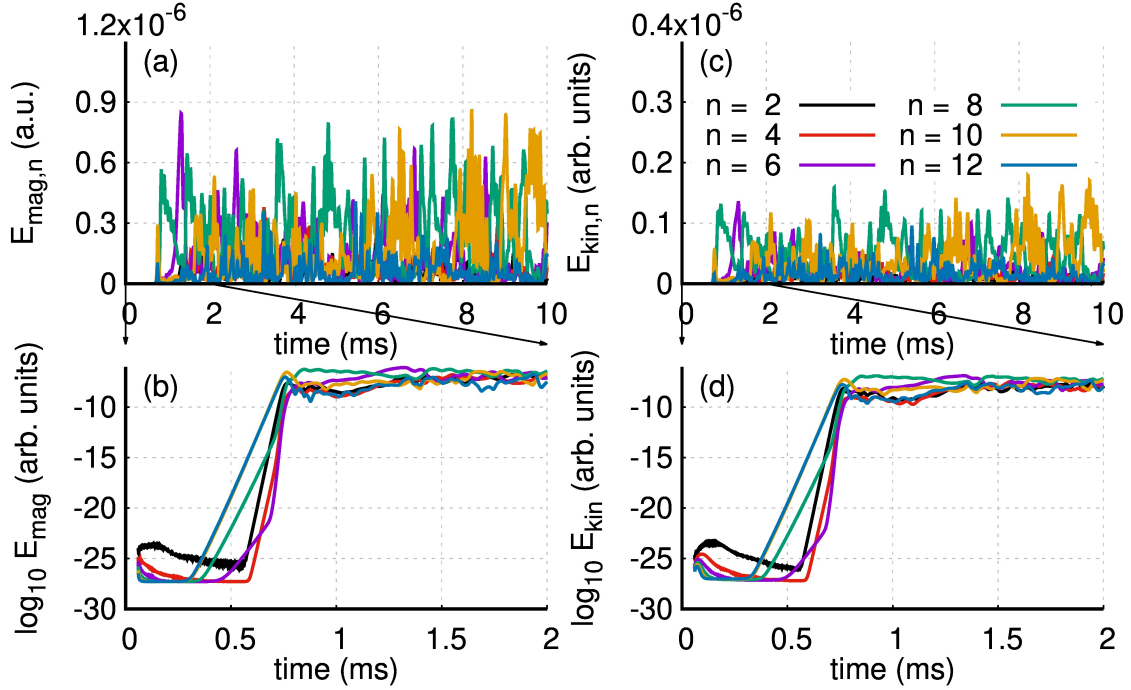 1.2x10^-6
(a)
E_mag,n (a.u.)
0.9
0.6
0.3
0
0 2 4 6 8 10
time (ms)
0.4x10^-6
(c)
E_kin,n (arb. units)
0.3
0.2
0.1
0
n = 2 n = 8
n = 4 n = 10
n = 6 n = 12
0 2 4 6 8 10
time (ms)
(b)
log10 E_mag (arb. units)
-10
-15
-20
-25
-30
0 0.5 1 1.5 2
time (ms)
(d)
log10 E_kin (arb. units)
-10
-15
-20
-25
-30
0 0.5 1 1.5 2
time (ms)